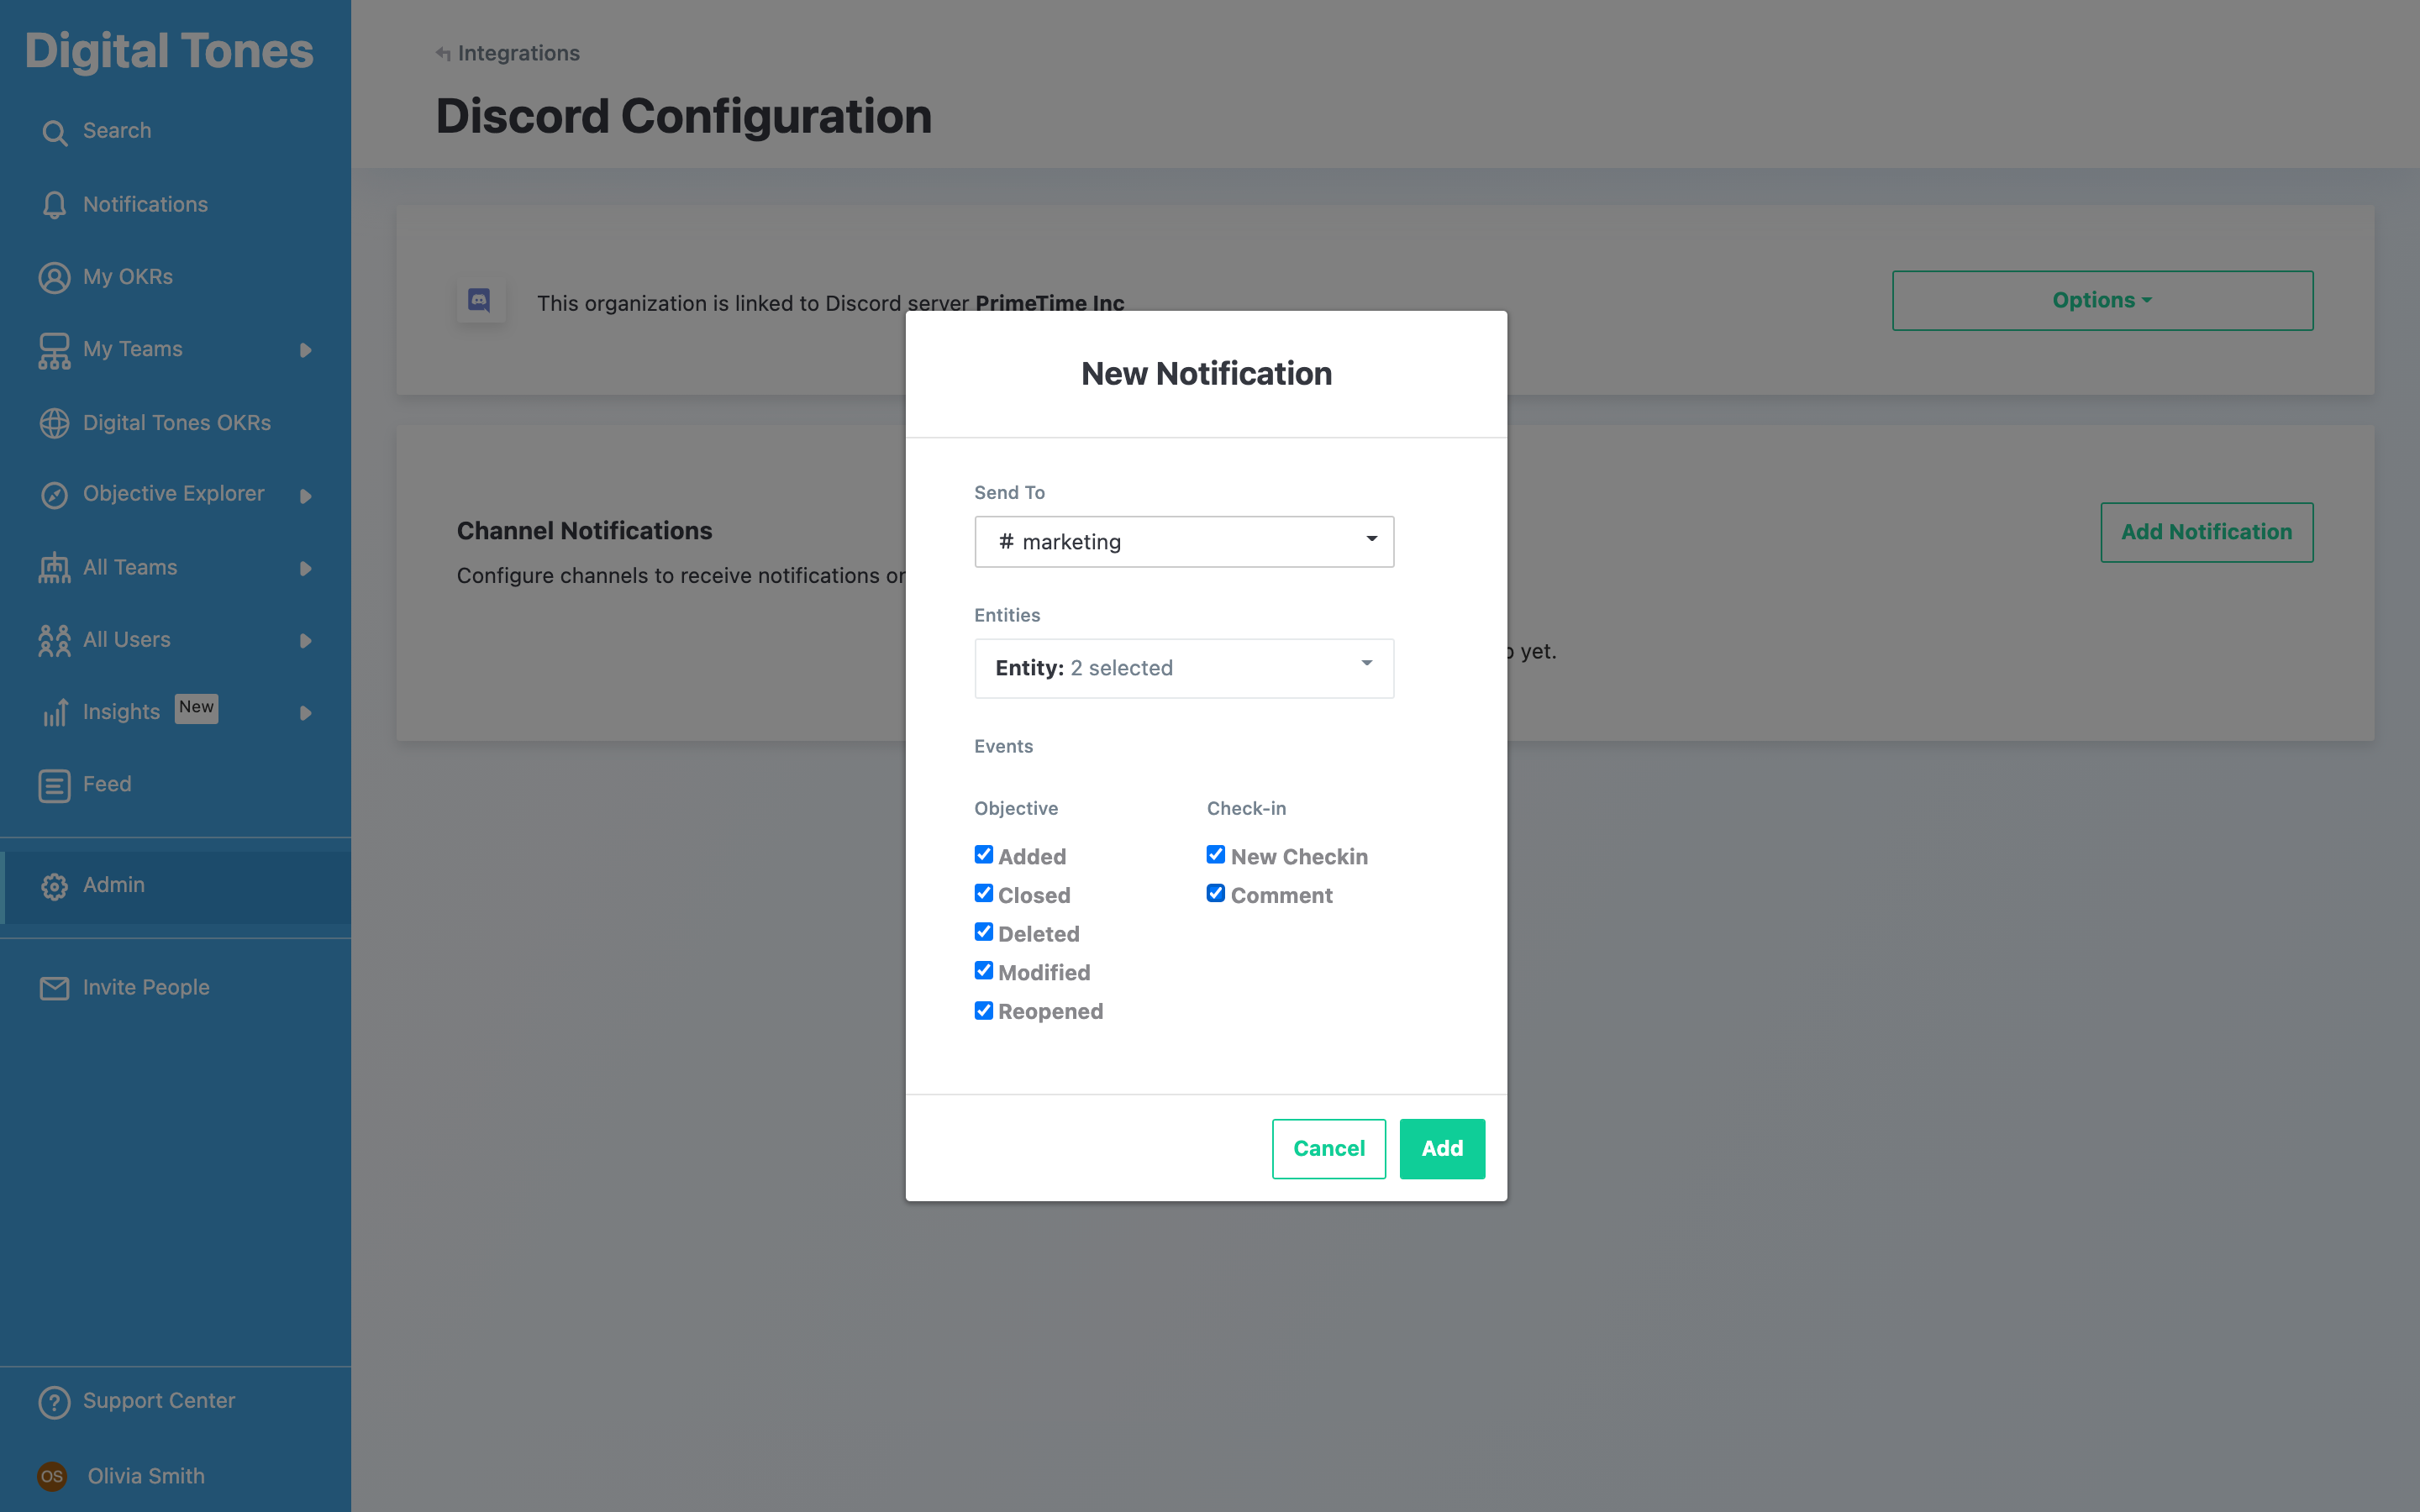 Digital Tones
Search
Notifications
My OKRs
My Teams
Digital Tones OKRs
Objective Explorer
All Teams
All Users
Insights New
Feed
Admin
Invite People
Support Center
OS Olivia Smith
Integrations
Discord Configuration
This organization is linked to Discord server PrimeTime Inc
Options
Channel Notifications
Add Notification
Configure channels to receive notifications
yet.
New Notification
Send To
# marketing
Entities
Entity: 2 selected
Events
Objective
Added
Closed
Deleted
Modified
Reopened
Check-in
New Checkin
Comment
Cancel
Add